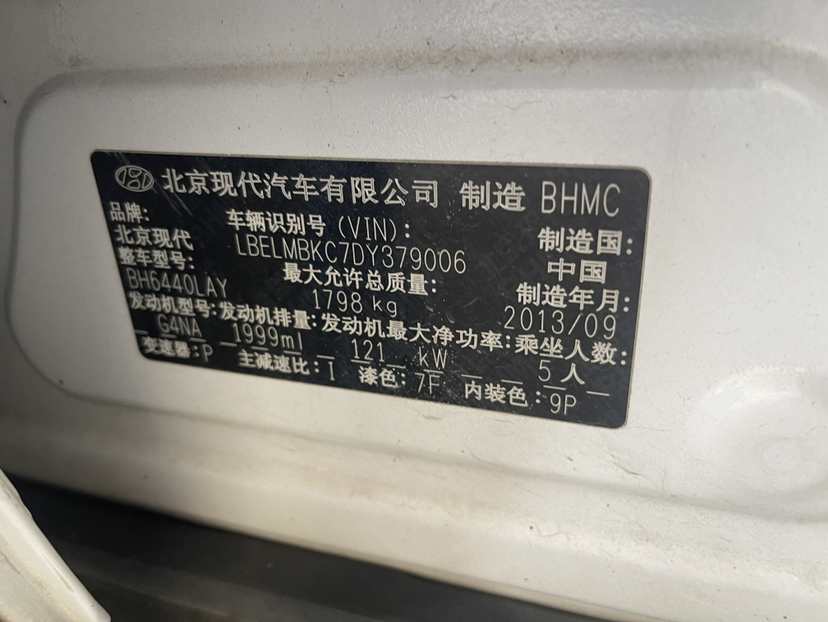 北京现代汽车有限公司 制造 BHMC
品牌: 车辆识别号(VIN): 制造国:
北京现代 LBELMBKC7DY379006 中国
整车型号: 最大允许总质量: 制造年月:
BH6440LAY 1798 kg 2013/09
发动机型号: 发动机排量: 发动机最大净功率: 乘坐人数:
G4NA 1999ml 121 kW 5 人
变速器: P 主减速比: I 漆色: 7F 内装色: 9P